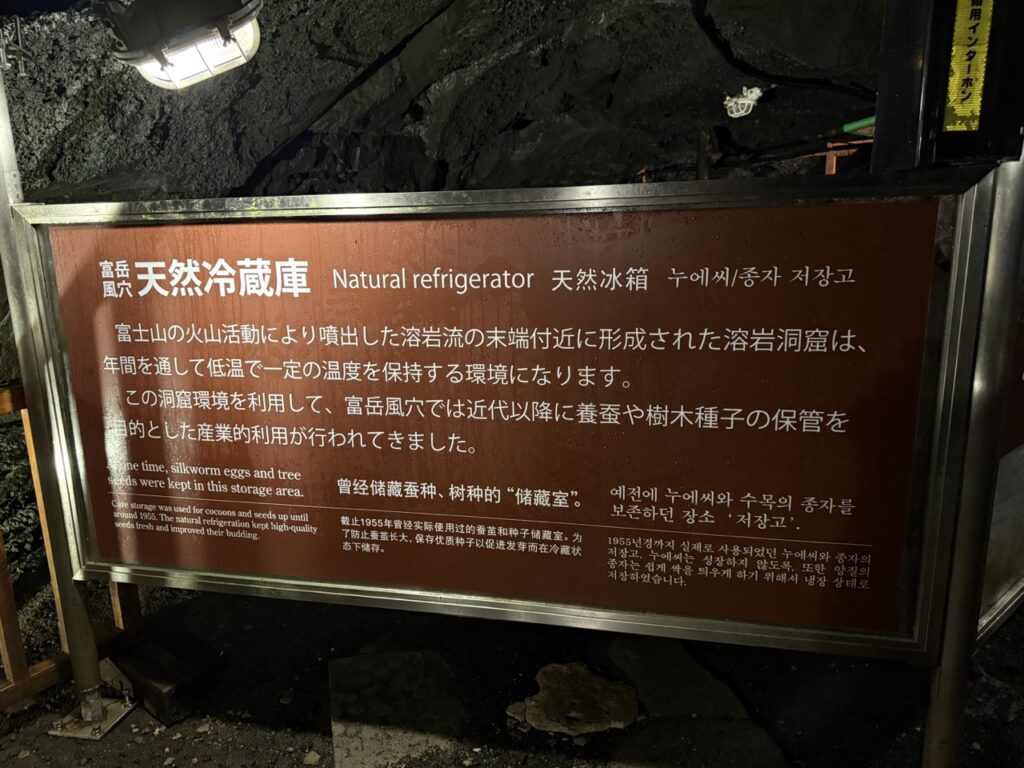 用インターホン
富岳風穴 天然冷蔵庫 Natural refrigerator 天然冰箱 누에씨/종자 저장고
富士山の火山活動により噴出した溶岩流の末端付近に形成された溶岩洞窟は、
年間を通して低温で一定の温度を保持する環境になります。
この洞窟環境を利用して、富岳風穴では近代以降に養蚕や樹木種子の保管を
目的とした産業的利用が行われてきました。
At one time, silkworm eggs and tree
seeds were kept in this storage area.
Cave storage was used for cocoons and seeds up until
around 1955. The natural refrigeration kept high-quality
seeds fresh and improved their budding.
曾经储藏蚕种、树种的“储藏室”。
截止1955年曾经实际使用过的蚕茧和种子储藏室。为
了防止蚕茧长大，保存优质种子以促进发芽而在冷藏状
态下储存。
예전에 누에씨와 수목의 종자를
보존하던 장소 ‘저장고’.
1955년경까지 실제로 사용되었던 누에씨와 종자의
저장고. 누에씨는 성장하지 않도록, 또한 양질의
종자는 쉽게 싹을 틔우게 하기 위해서 냉장 상태로
저장하였습니다.